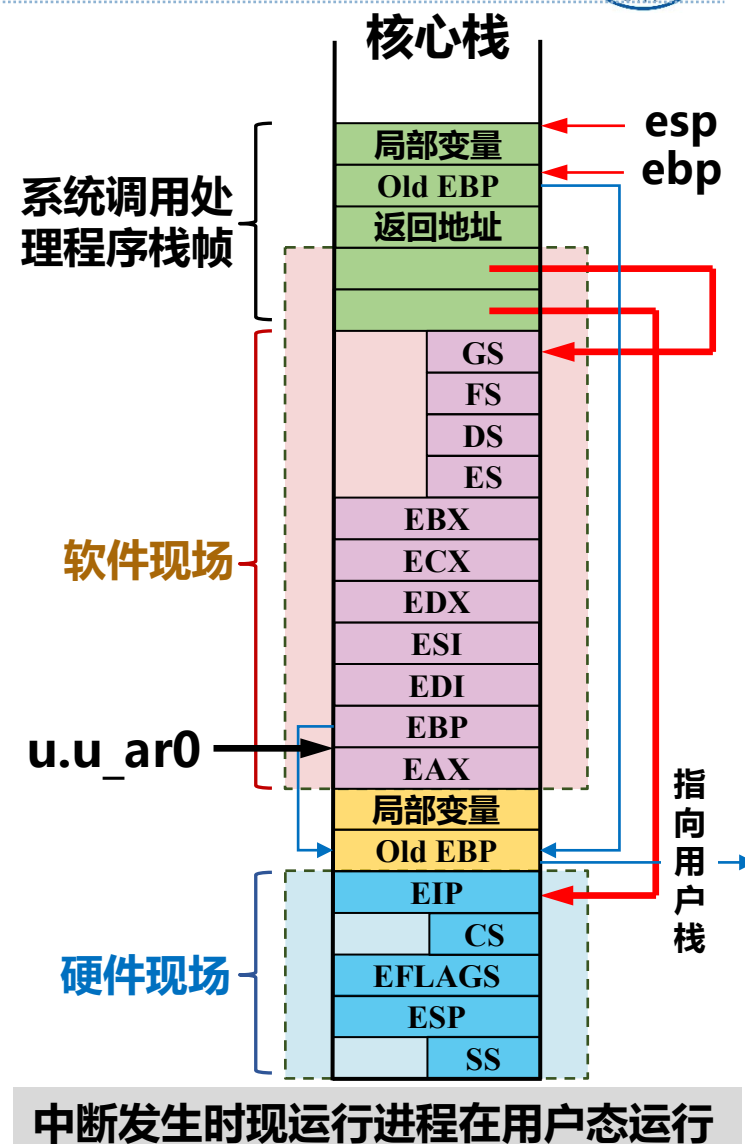 核心栈
esp
局部变量
ebp
Old EBP
系统调用处
理程序栈帧
返回地址
GS
FS
DS
ES
EBX
软件现场
ECX
EDX
ESI
EDI
EBP
u.u_ar0
EAX
局部变量
Old EBP
指
向
用
户
栈
EIP
CS
硬件现场
EFLAGS
ESP
SS
中断发生时现运行进程在用户态运行